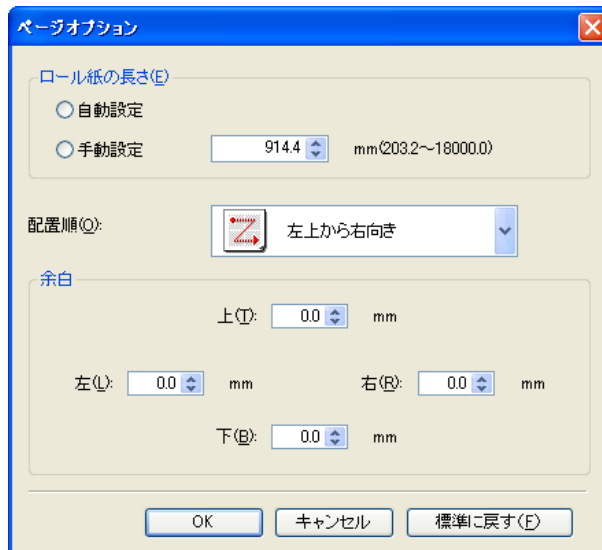 ページオプション
ロール紙の長さ(E)
自動設定
手動設定 914.4 mm(203.2～18000.0)
配置順(O): 左上から右向き
余白
上(T): 0.0 mm
左(L): 0.0 mm 右(R): 0.0 mm
下(B): 0.0 mm
OK キャンセル 標準に戻す(F)